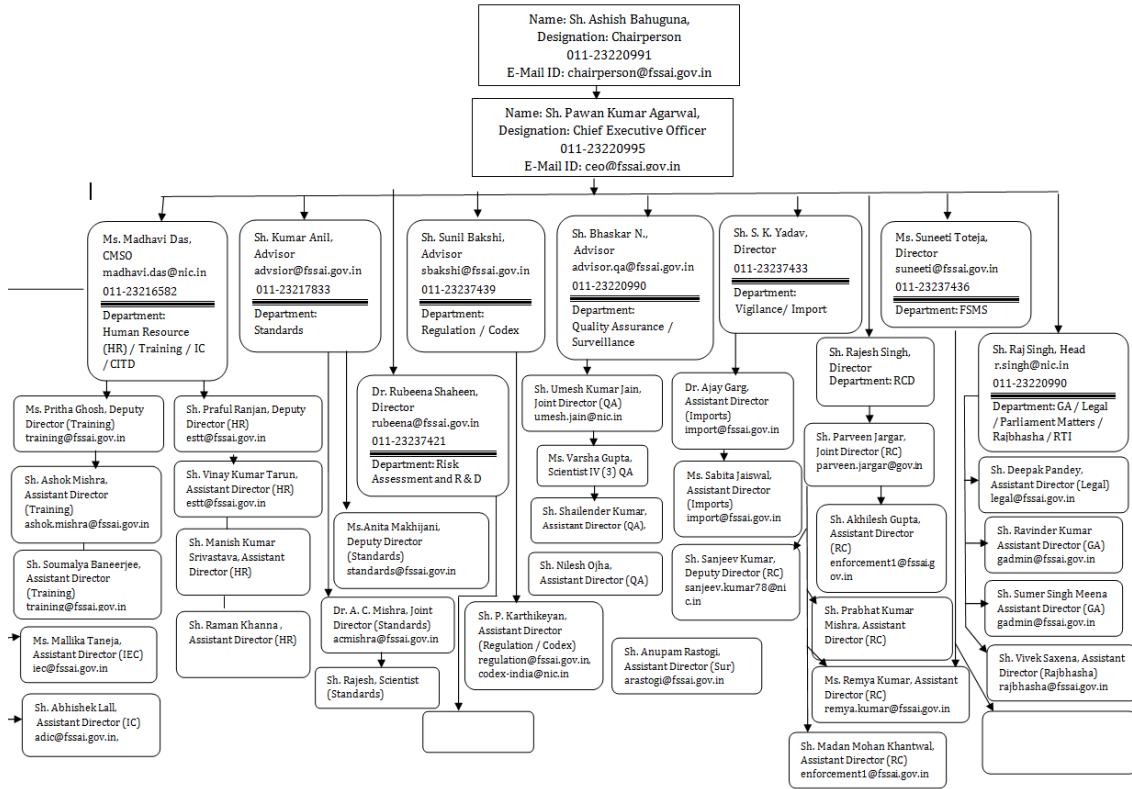 Name: Sh. Ashish Bahuguna,
Designation: Chairperson
011-23220991
E-Mail ID: chairperson@fssai.gov.in
Name: Sh. Pawan Kumar Agarwal,
Designation: Chief Executive Officer
011-23220995
E-Mail ID: ceo@fssai.gov.in
Ms. Madhavi Das,
CMSO
madhavi.das@nic.in
011-23216582
Department:
Human Resource
(HR) / Training / IC
/ CITD
Sh. Kumar Anil,
Advisor
advsior@fssai.gov.in
011-23217833
Department:
Standards
Sh. Sunil Bakshi,
Advisor
sbakshi@fssai.gov.in
011-23237439
Department:
Regulation / Codex
Sh. Bhaskar N.,
Advisor
advisor.qa@fssai.gov.in
011-23220990
Department:
Quality Assurance /
Surveillance
Sh. S. K. Yadav,
Director
011-23237433
Department:
Vigilance/ Import
Ms. Suneeti Toteja,
Director
suneeti@fssai.gov.in
011-23237436
Department: FSMS
Sh. Rajesh Singh,
Director
Department: RCD
Sh. Raj Singh, Head
r.singh@nic.in
011-23220990
Department: GA / Legal
/ Parliament Matters /
Rajbhasha / RTI
Dr. Rubeena Shaheen,
Director
rubeena@fssai.gov.in
011-23237421
Department: Risk
Assessment and R & D
Ms. Pritha Ghosh, Deputy
Director (Training)
training@fssai.gov.in
Sh. Ashok Mishra,
Assistant Director
(Training)
ashok.mishra@fssai.gov.in
Sh. Soumalya Baneerjee,
Assistant Director
(Training)
training@fssai.gov.in
Ms. Mallika Taneja,
Assistant Director (IEC)
iec@fssai.gov.in
Sh. Abhishek Lall,
Assistant Director (IC)
adic@fssai.gov.in,
Sh. Praful Ranjan, Deputy
Director (HR)
estt@fssai.gov.in
Sh. Vinay Kumar Tarun,
Assistant Director (HR)
estt@fssai.gov.in
Sh. Manish Kumar
Srivastava, Assistant
Director (HR)
Sh. Raman Khanna ,
Assistant Director (HR)
Ms.Anita Makhijani,
Deputy Director
(Standards)
standards@fssai.gov.in
Dr. A. C. Mishra, Joint
Director (Standards)
acmishra@fssai.gov.in
Sh. Rajesh, Scientist
(Standards)
Sh. P. Karthikeyan,
Assistant Director
(Regulation / Codex)
regulation@fssai.gov.in,
codex-india@nic.in
Sh. Umesh Kumar Jain,
Joint Director (QA)
umesh.jain@nic.in
Ms. Varsha Gupta,
Scientist IV (3) QA
Sh. Shailender Kumar,
Assistant Director (QA),
Sh. Nilesh Ojha,
Assistant Director (QA)
Sh. Anupam Rastogi,
Assistant Director (Sur)
arastogi@fssai.gov.in
Dr. Ajay Garg,
Assistant Director
(Imports)
import@fssai.gov.in
Ms. Sabita Jaiswal,
Assistant Director
(Imports)
import@fssai.gov.in
Sh. Sanjeev Kumar,
Deputy Director (RC)
sanjeev.kumar78@ni
c.in
Sh. Parveen Jargar,
Joint Director (RC)
parveen.jargar@gov.in
Sh. Akhilesh Gupta,
Assistant Director
(RC)
enforcement1@fssai.g
ov.in
Sh. Prabhat Kumar
Mishra, Assistant
Director (RC)
Ms. Remya Kumar, Assistant
Director (RC)
remya.kumar@fssai.gov.in
Sh. Madan Mohan Khantwal,
Assistant Director (RC)
enforcement1@fssai.gov.in
Sh. Deepak Pandey,
Assistant Director (Legal)
legal@fssai.gov.in
Sh. Ravinder Kumar
Assistant Director (GA)
gadmin@fssai.gov.in
Sh. Sumer Singh Meena
Assistant Director (GA)
gadmin@fssai.gov.in
Sh. Vivek Saxena, Assistant
Director (Rajbhasha)
rajbhasha@fssai.gov.in